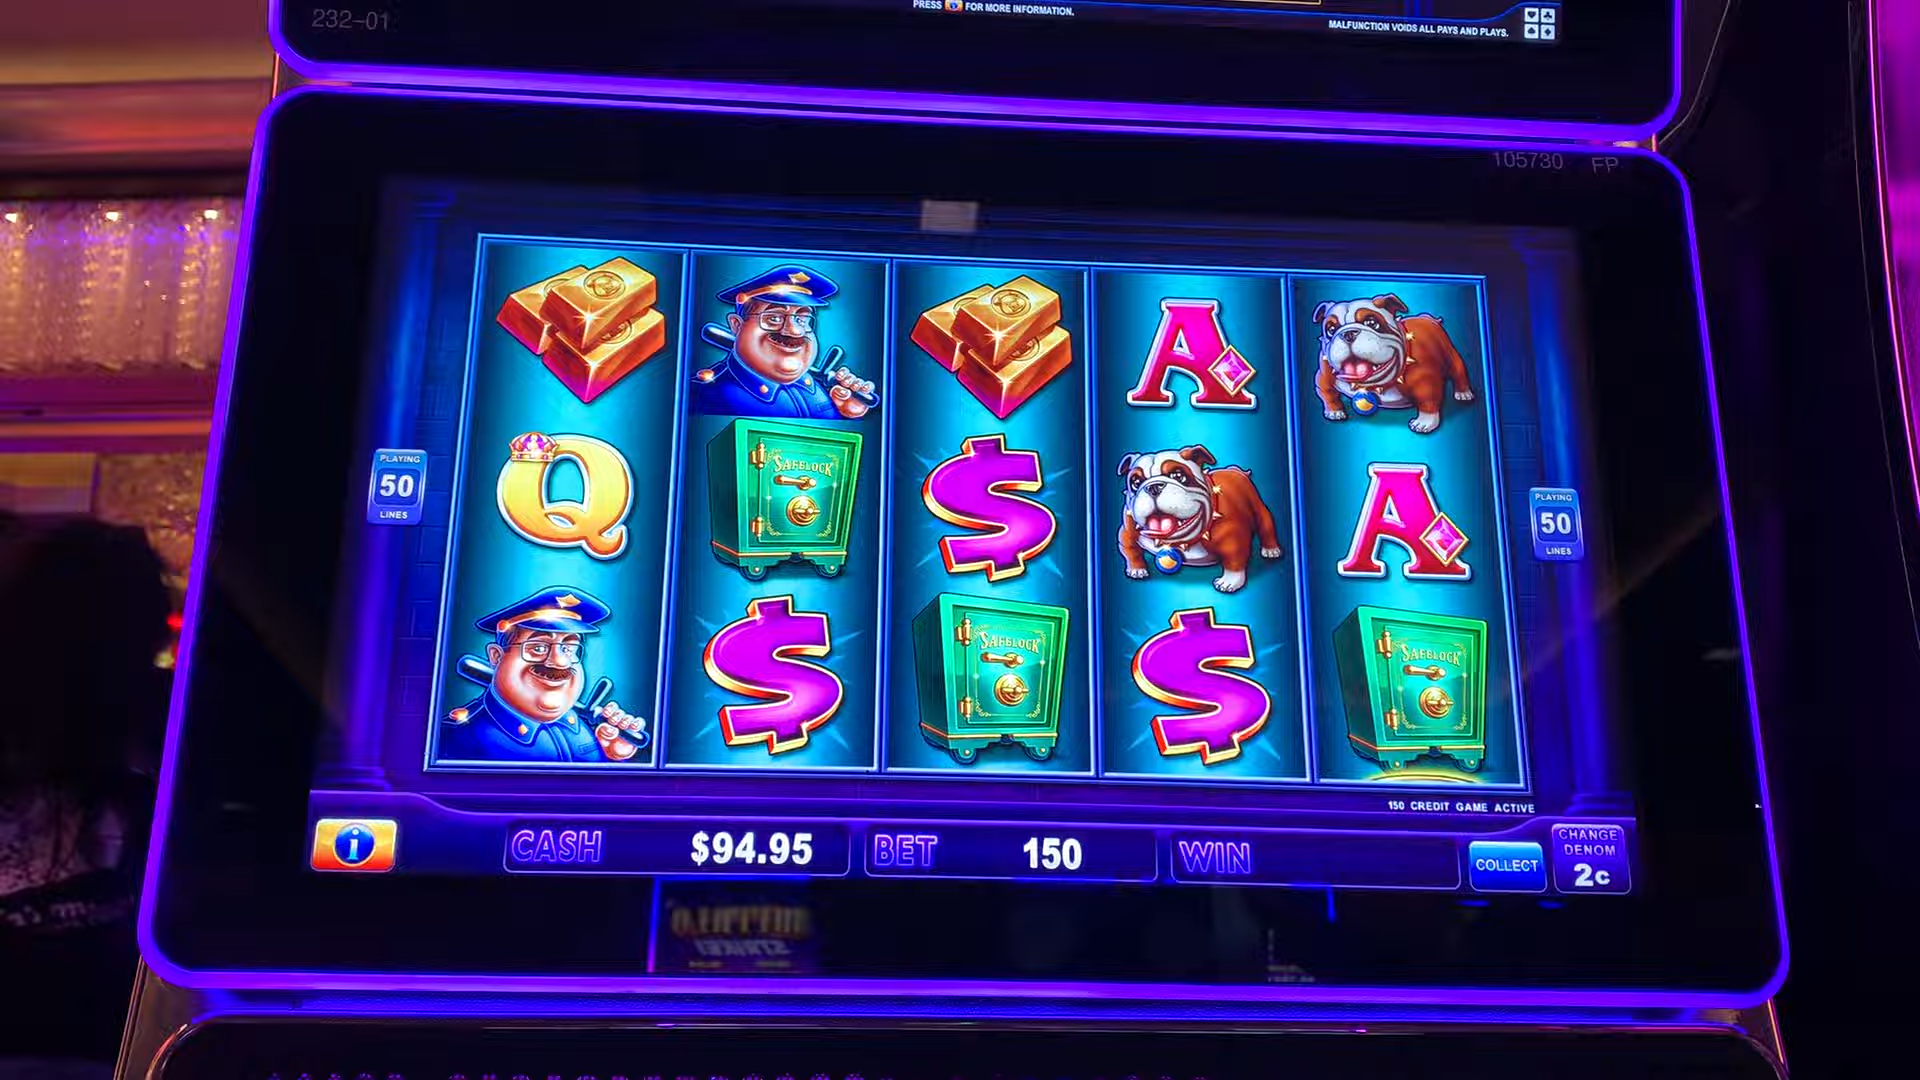 232-01
PRESS i FOR MORE INFORMATION.
MALFUNCTION VOIDS ALL PAYS AND PLAYS.
105730 FP
A
PLAYING
50
LINES
Q
SAFELOCK
$
A
PLAYING
50
LINES
$
SAFELOCK
$
SAFELOCK
150 CREDIT GAME ACTIVE
i
CASH $94.95
BET 150
WIN
COLLECT
CHANGE
DENOM
2c